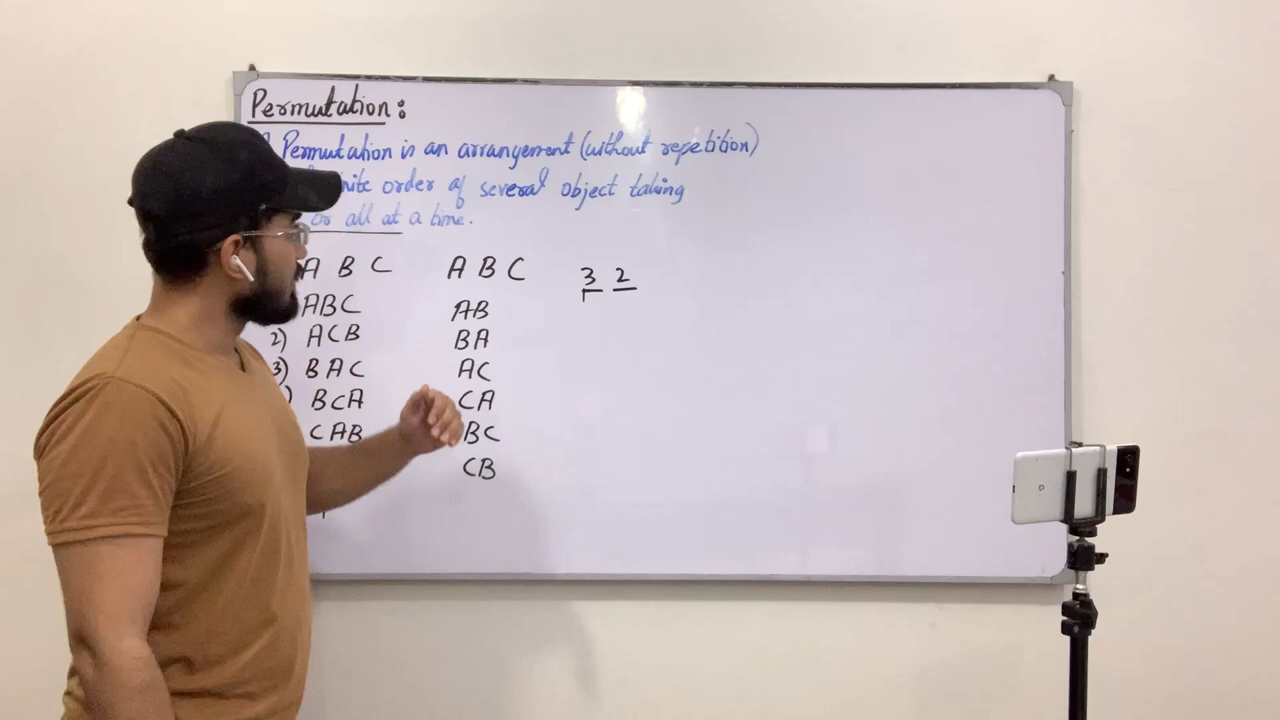 Permutation:
Permutation is an arrangement (without repetition)
order of several object taking
or all at a time.
A B C A B C 3 2
ABC AB
2) ACB BA
3) BAC AC
) BCA CA
CAB BC
CB